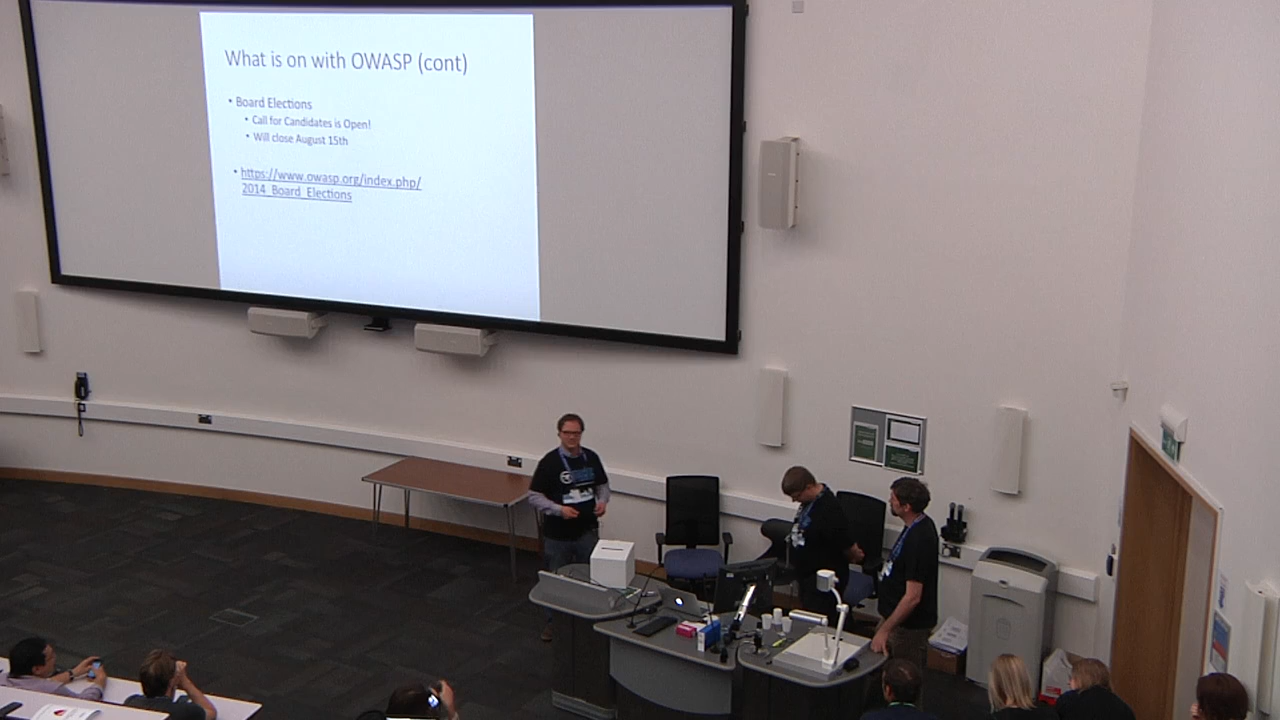 What is on with OWASP (cont)
• Board Elections
• Call for Candidates is Open!
• Will close August 15th
• https://www.owasp.org/index.php/
2014_Board_Elections